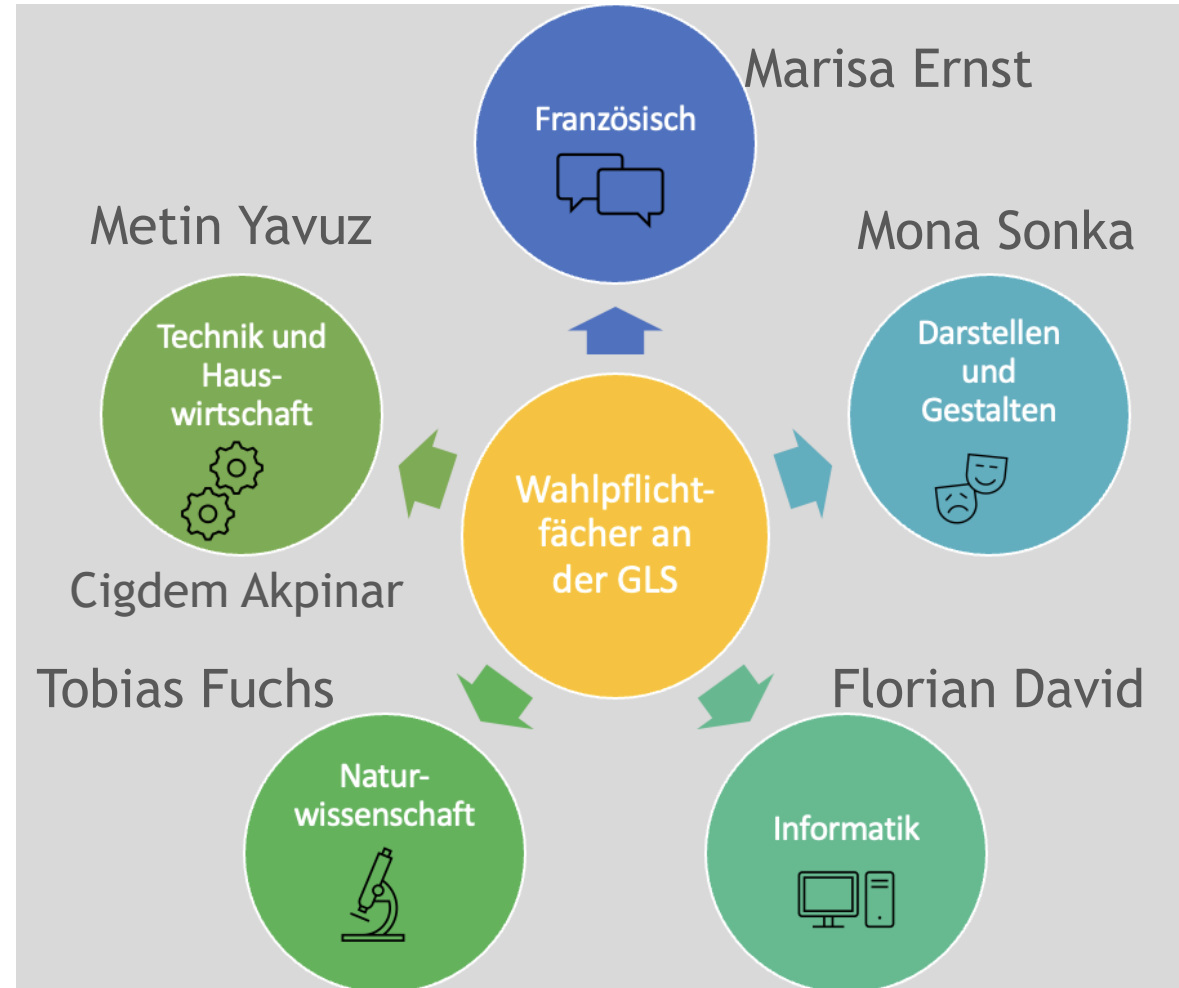 Marisa Ernst
Französisch
Metin Yavuz
Mona Sonka
Technik und
Haus-
wirtschaft
Darstellen
und
Gestalten
Wahlpflicht-
fächer an
der GLS
Cigdem Akpinar
Tobias Fuchs
Florian David
Natur-
wissenschaft
Informatik